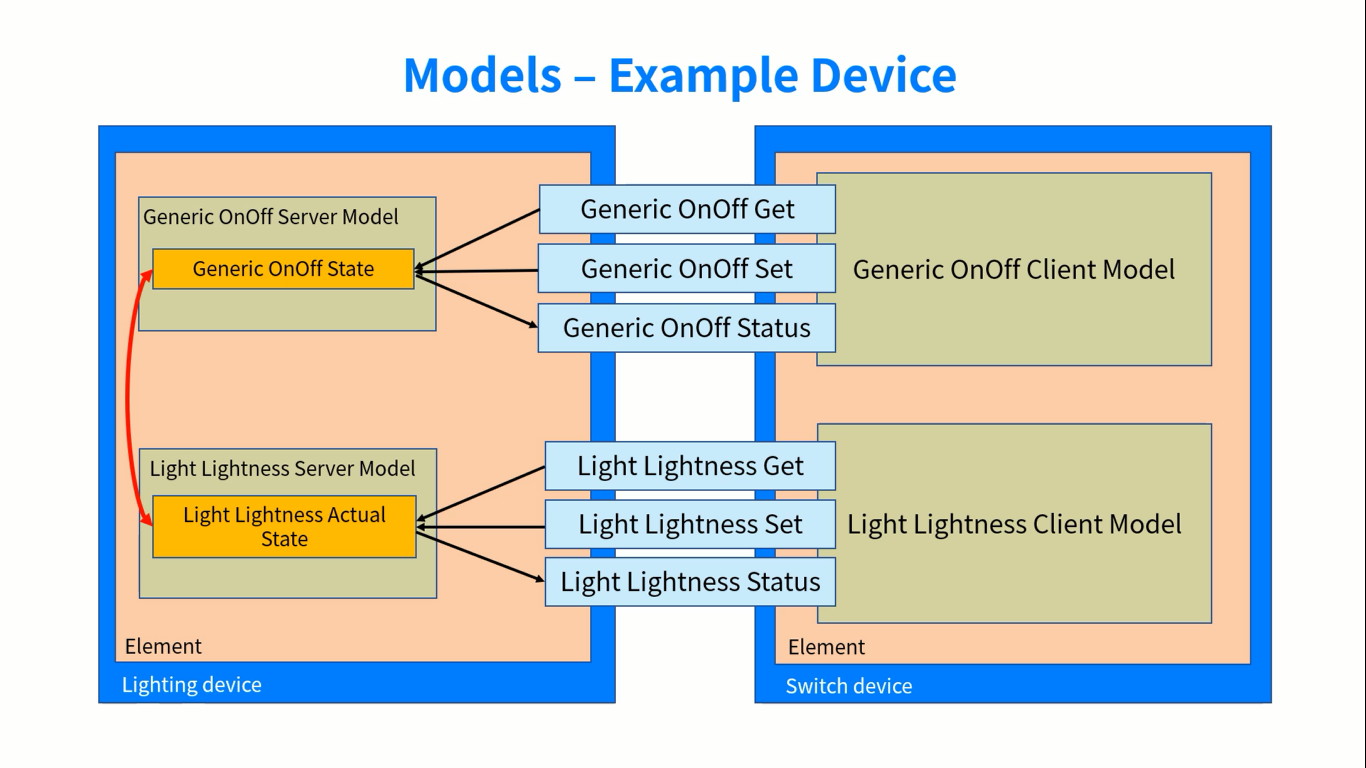 Models – Example Device
Generic OnOff Server Model
Generic OnOff State
Generic OnOff Get
Generic OnOff Set
Generic OnOff Status
Generic OnOff Client Model
Light Lightness Server Model
Light Lightness Actual
State
Light Lightness Get
Light Lightness Set
Light Lightness Status
Light Lightness Client Model
Element
Lighting device
Element
Switch device